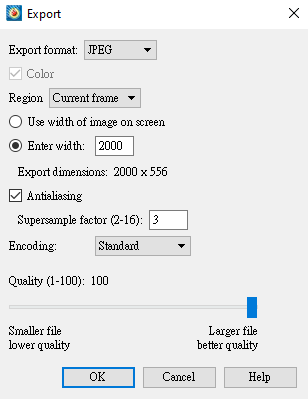 Export
Export format: JPEG
Color
Region Current frame
Use width of image on screen
Enter width: 2000
Export dimensions: 2000 x 556
Antialiasing
Supersample factor (2-16): 3
Encoding: Standard
Quality (1-100): 100
Smaller file Larger file
lower quality better quality
OK Cancel Help